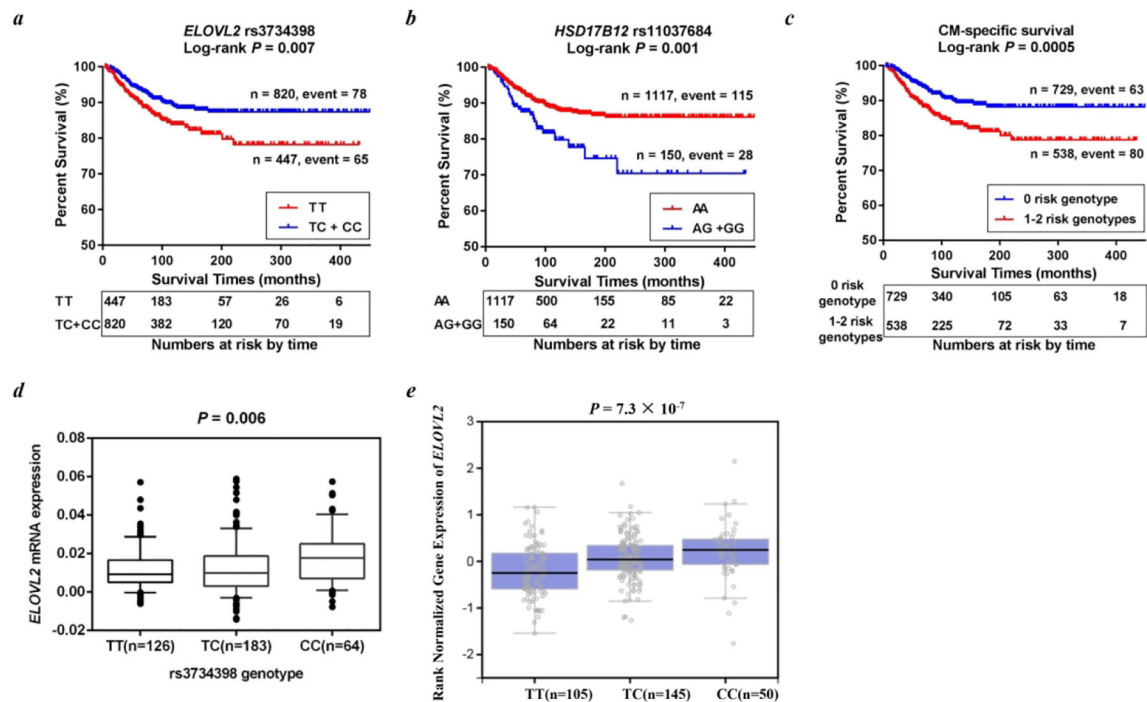 a
ELOVL2 rs3734398
Log-rank P = 0.007
Percent Survival (%)
100
90
80
70
60
50
n = 820, event = 78
n = 447, event = 65
TT
TC + CC
0 100 200 300 400
Survival Times (months)
TT 447 183 57 26 6
TC+CC 820 382 120 70 19
Numbers at risk by time
b
HSD17B12 rs11037684
Log-rank P = 0.001
Percent Survival (%)
100
90
80
70
60
50
n = 1117, event = 115
n = 150, event = 28
AA
AG +GG
0 100 200 300 400
Survival Times (months)
AA 1117 500 155 85 22
AG+GG 150 64 22 11 3
Numbers at risk by time
c
CM-specific survival
Log-rank P = 0.0005
Percent Survival (%)
100
90
80
70
60
50
n = 729, event = 63
n = 538, event = 80
0 risk genotype
1-2 risk genotypes
0 100 200 300 400
Survival Times (months)
0 risk
genotype
729 340 105 63 18
1-2 risk
genotypes
538 225 72 33 7
Numbers at risk by time
d
P = 0.006
ELOVL2 mRNA expression
0.08
0.06
0.04
0.02
0.00
-0.02
TT(n=126) TC(n=183) CC(n=64)
rs3734398 genotype
e
P = 7.3 × 10-7
Rank Normalized Gene Expression of ELOVL2
3
2
1
0
-1
-2
TT(n=105) TC(n=145) CC(n=50)